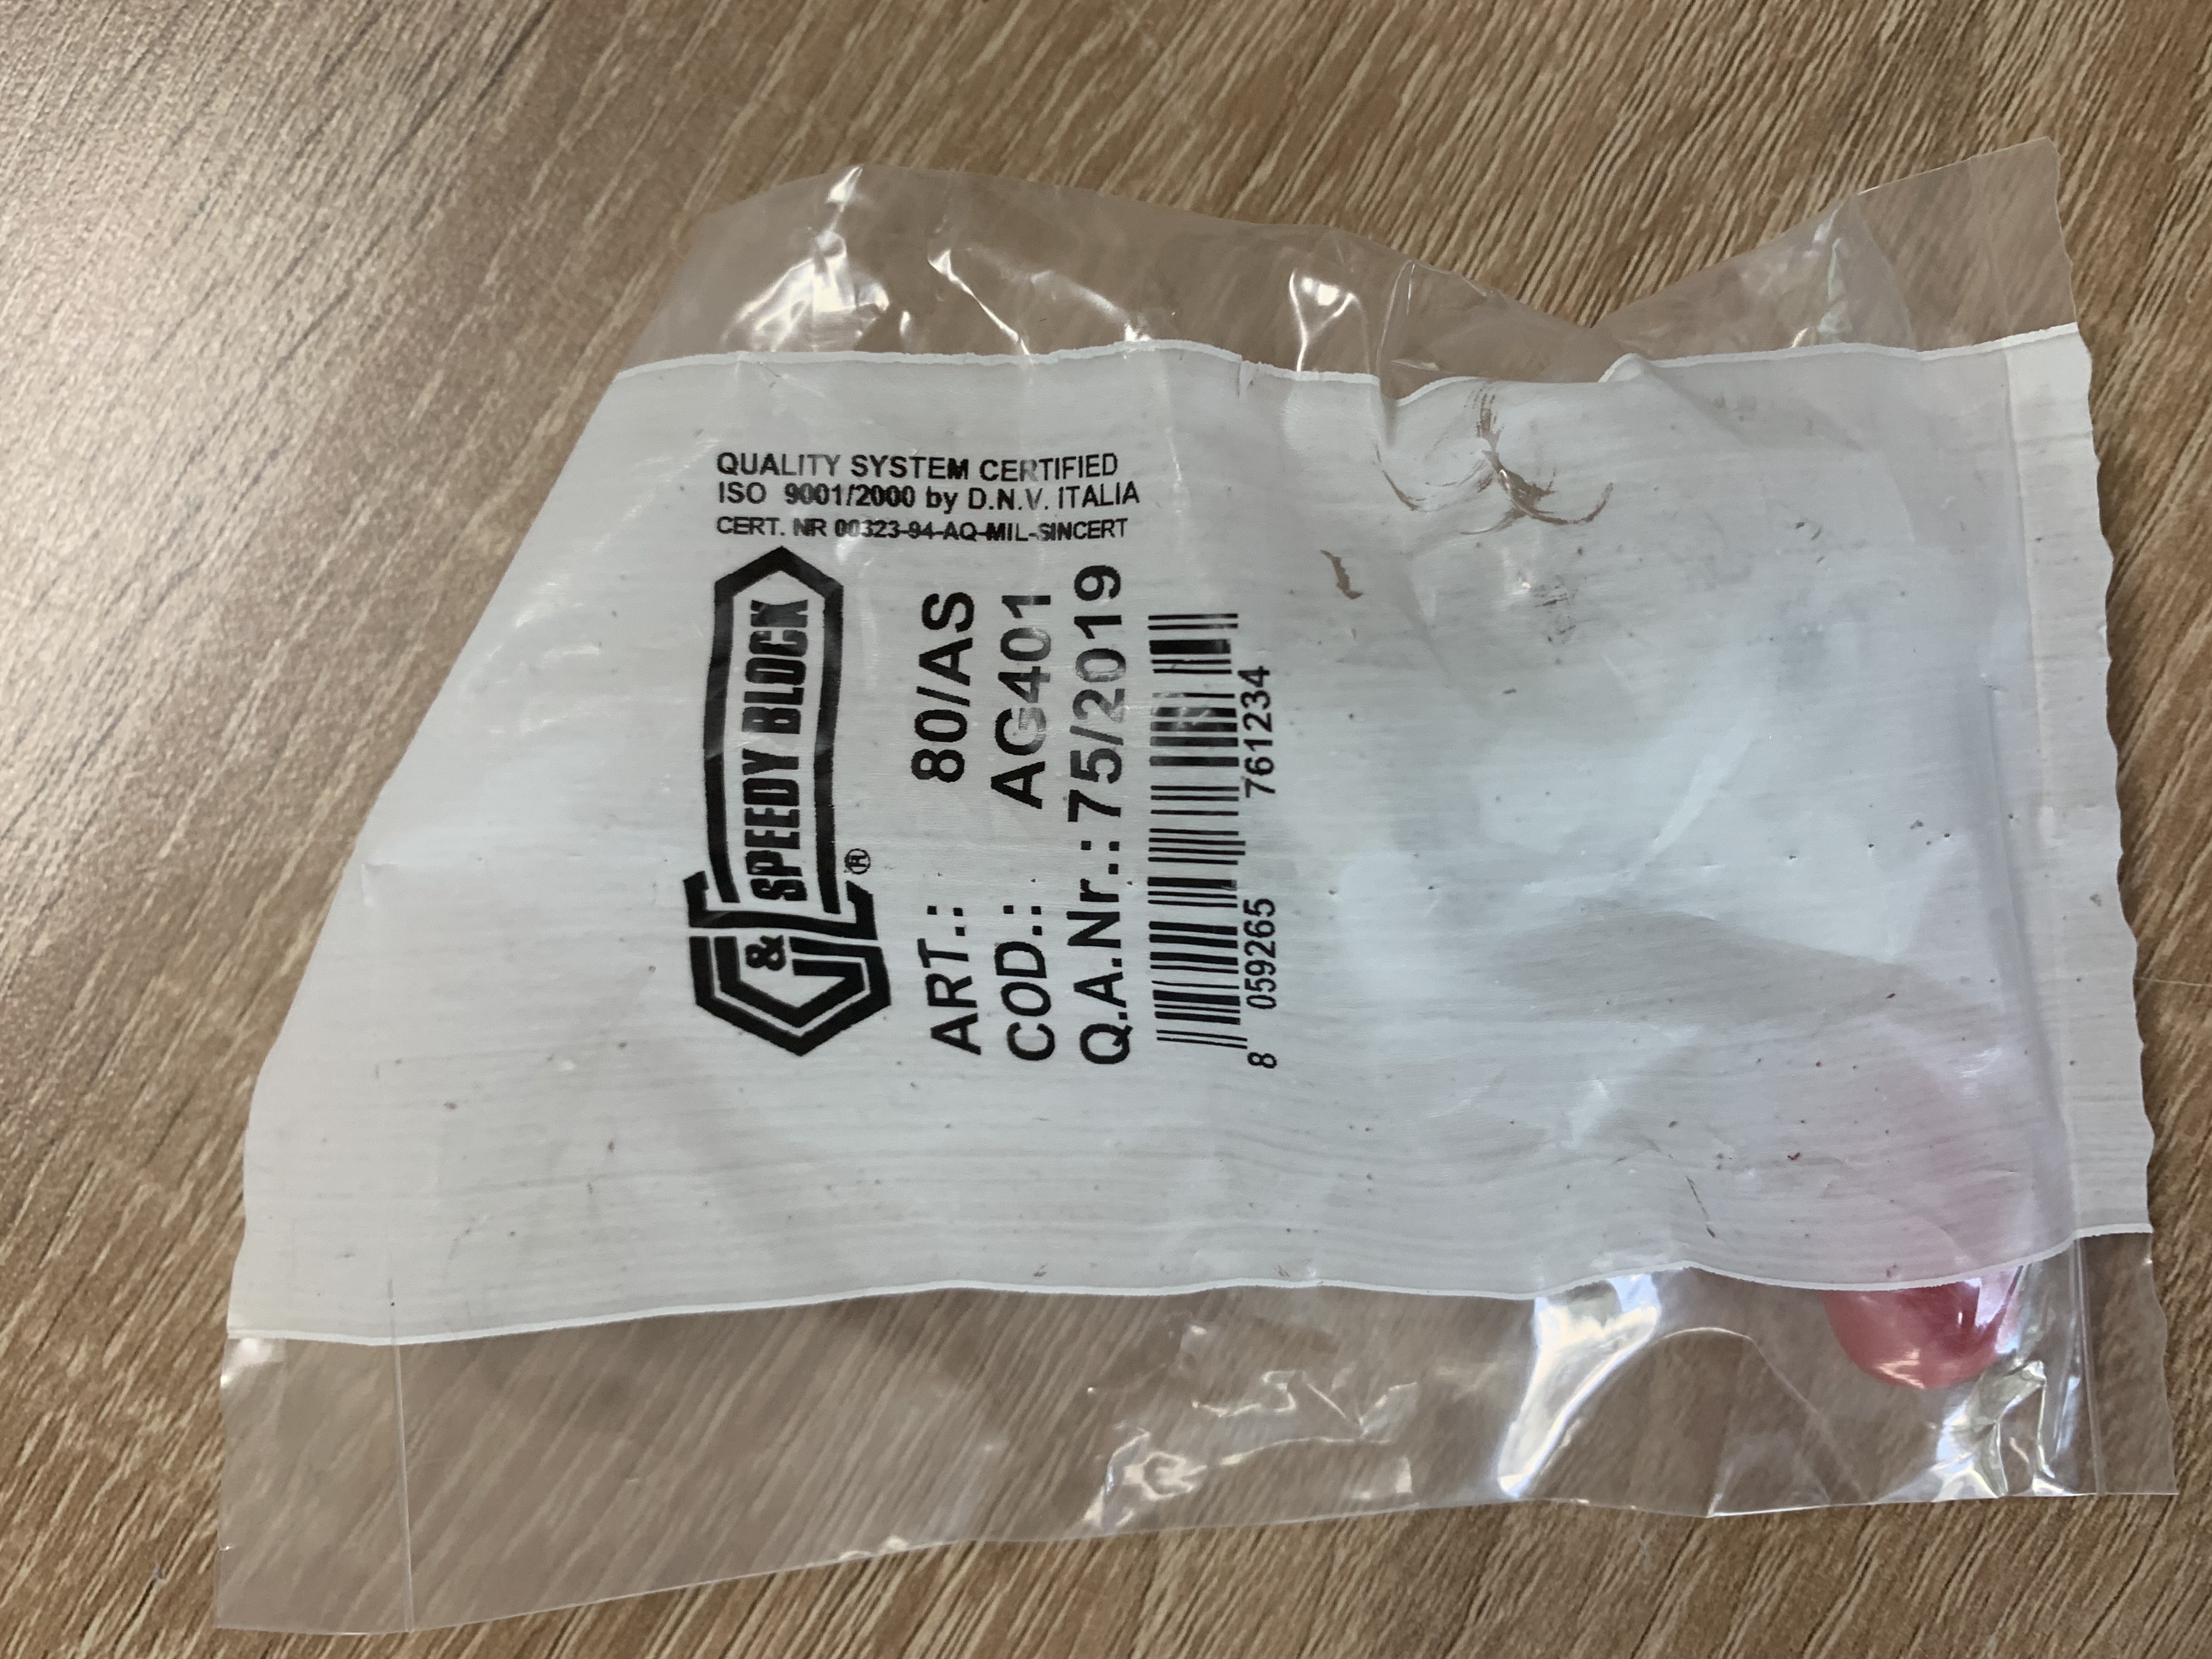 QUALITY SYSTEM CERTIFIED
ISO 9001/2000 by D.N.V. ITALIA
CERT. NR 00323-94-AQ-MIL-SINCERT
G & G SPEEDY BLOCK ®
ART.: 80/AS
COD.: AG401
Q.A.Nr.: 75/2019
8 059265 761234